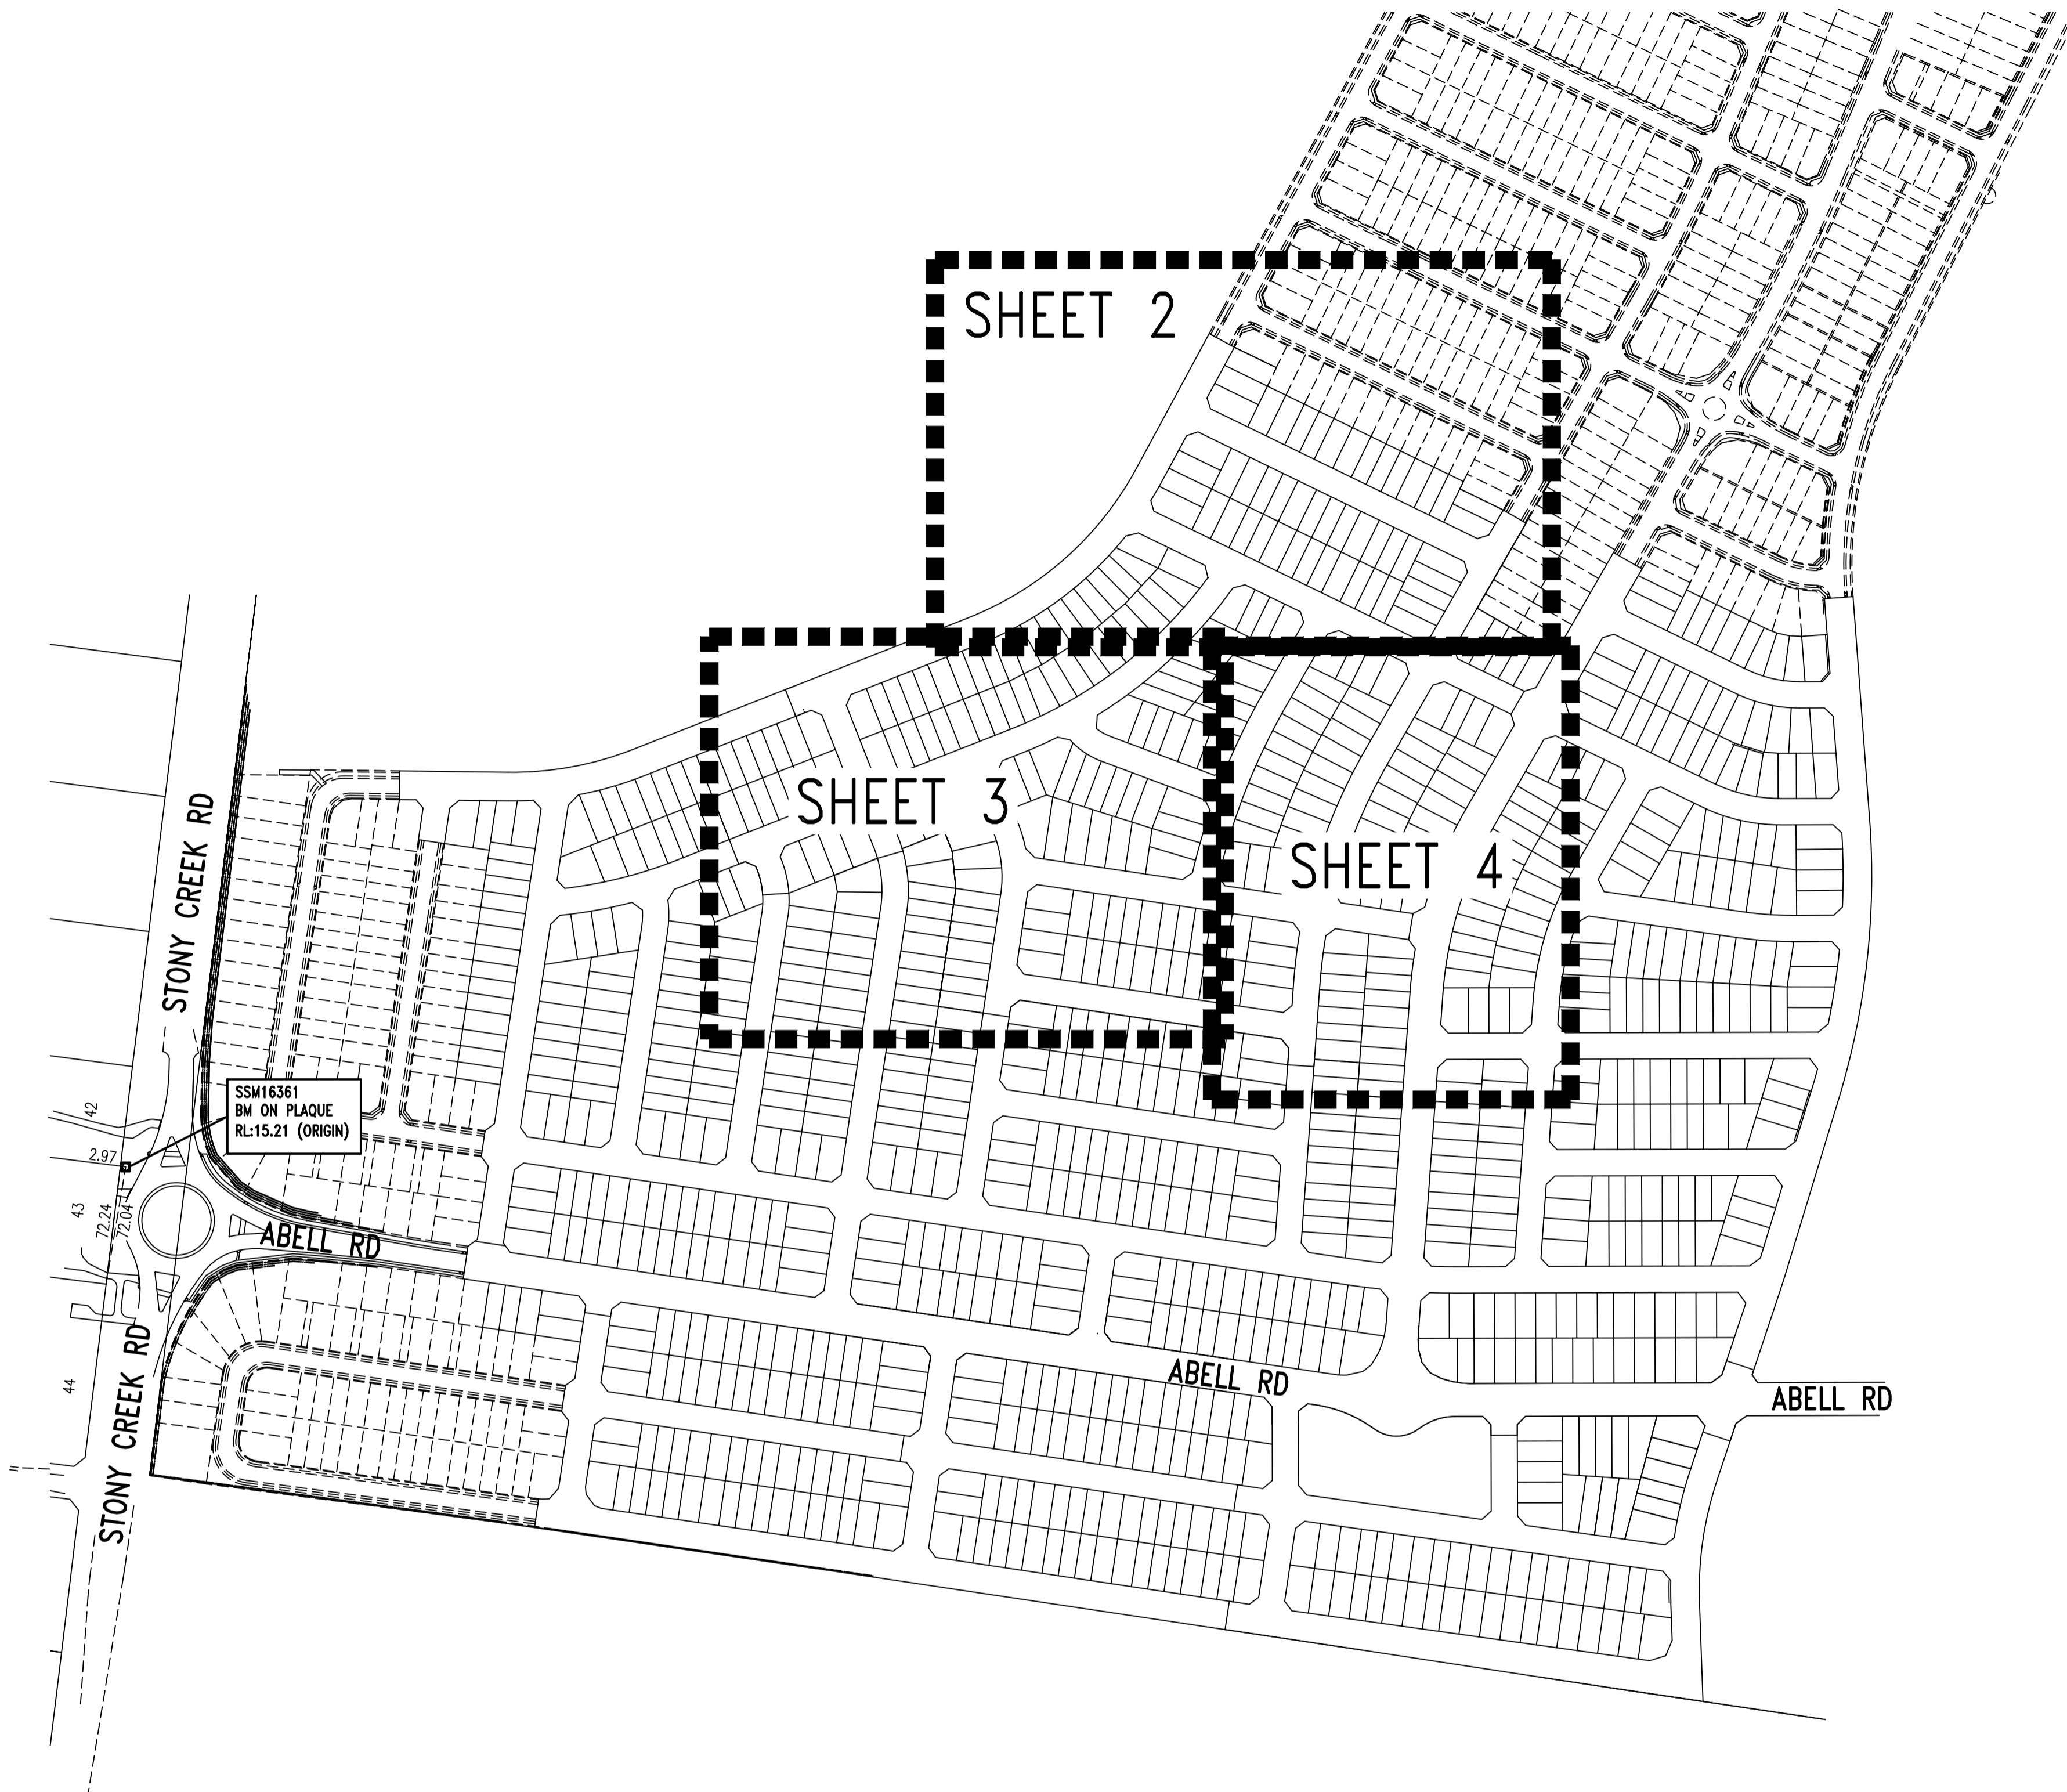 SHEET 2
SHEET 3
SHEET 4
STONY CREEK RD
SSM16361
BM ON PLAQUE
RL:15.21 (ORIGIN)
42
2.97
43
72.24
72.04
ABELL RD
STONY CREEK RD
44
ABELL RD
ABELL RD